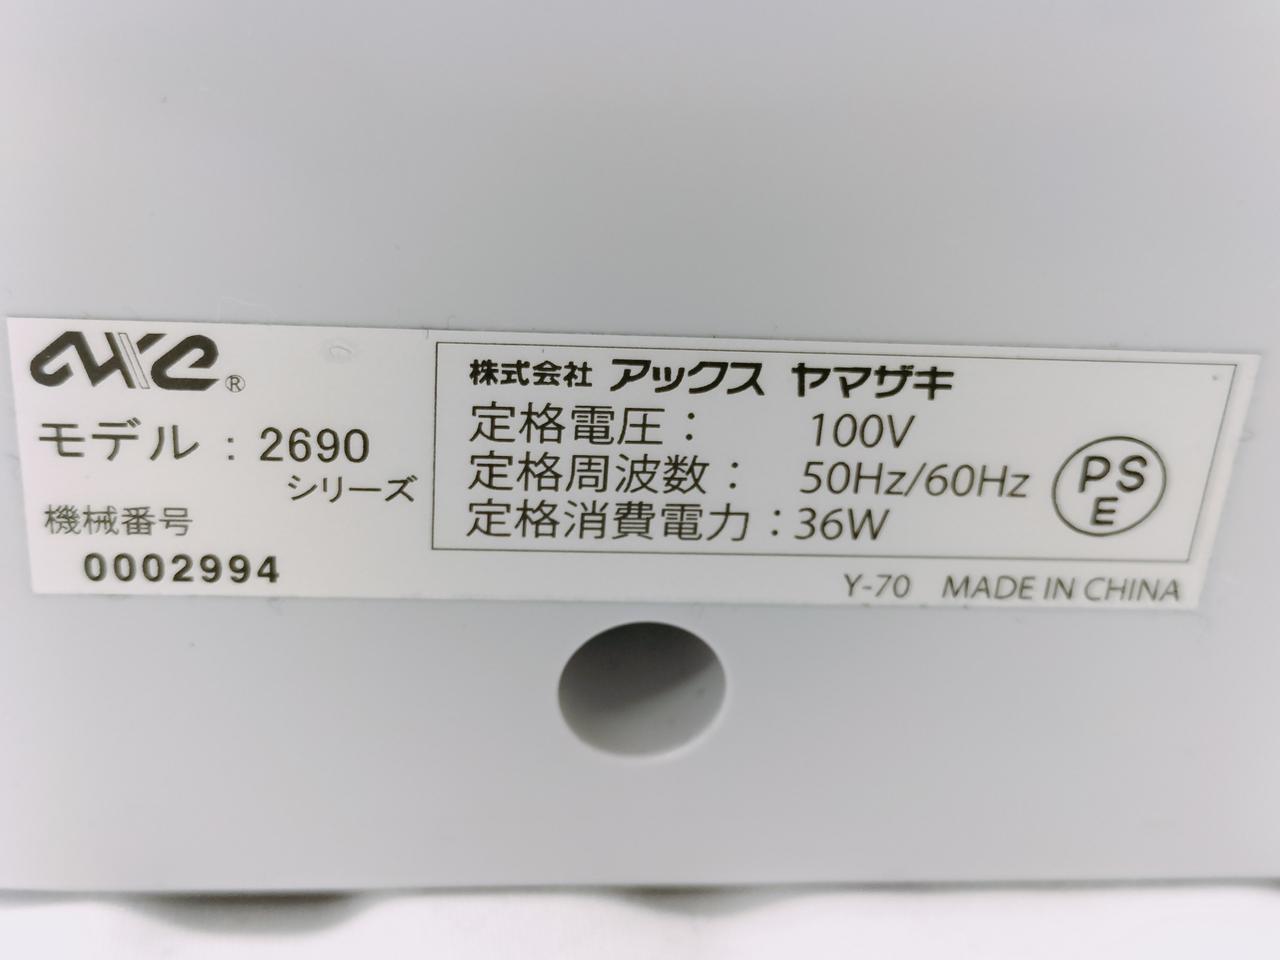 axe®
モデル : 2690
シリーズ
機械番号
0002994
株式会社 アックス ヤマザキ
定格電圧： 100V
定格周波数： 50Hz/60Hz
定格消費電力：36W
PS
E
Y-70 MADE IN CHINA